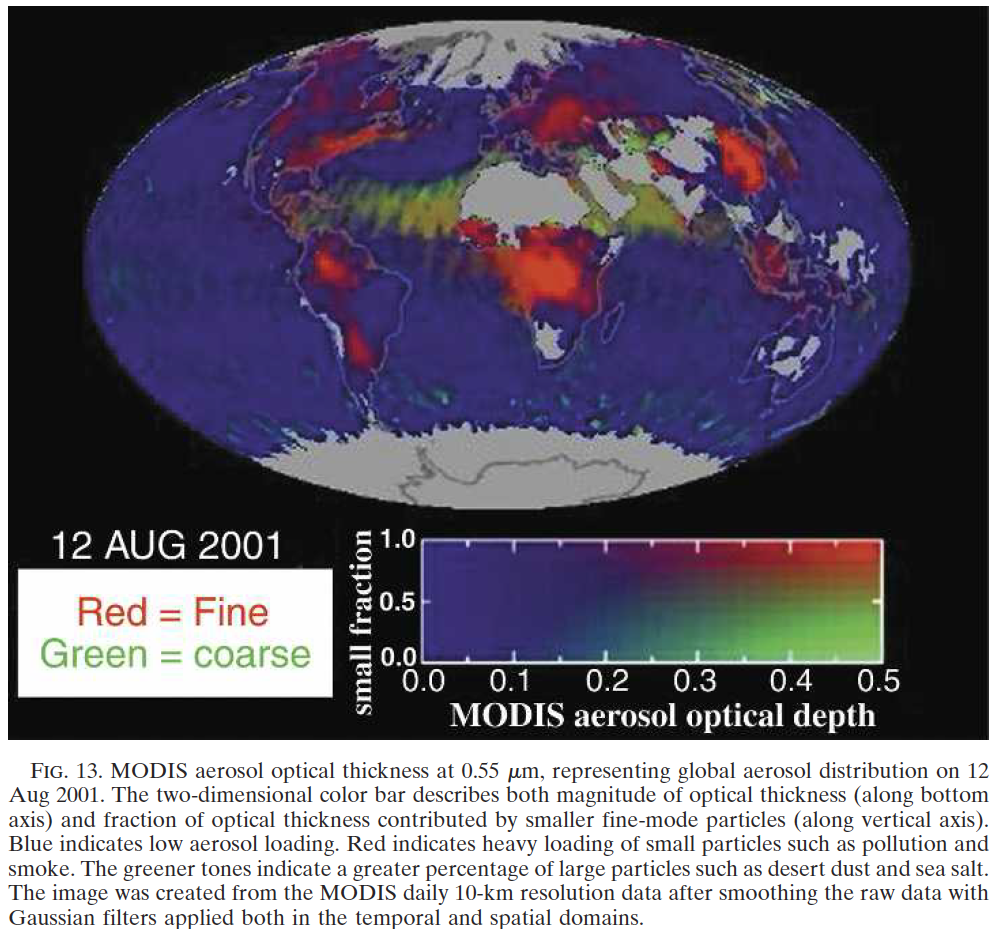 12 AUG 2001
Red = Fine
Green = coarse
small fraction
1.0
0.5
0.0
0.0 0.1 0.2 0.3 0.4 0.5
MODIS aerosol optical depth
FIG. 13. MODIS aerosol optical thickness at 0.55 μm, representing global aerosol distribution on 12
Aug 2001. The two-dimensional color bar describes both magnitude of optical thickness (along bottom
axis) and fraction of optical thickness contributed by smaller fine-mode particles (along vertical axis).
Blue indicates low aerosol loading. Red indicates heavy loading of small particles such as pollution and
smoke. The greener tones indicate a greater percentage of large particles such as desert dust and sea salt.
The image was created from the MODIS daily 10-km resolution data after smoothing the raw data with
Gaussian filters applied both in the temporal and spatial domains.